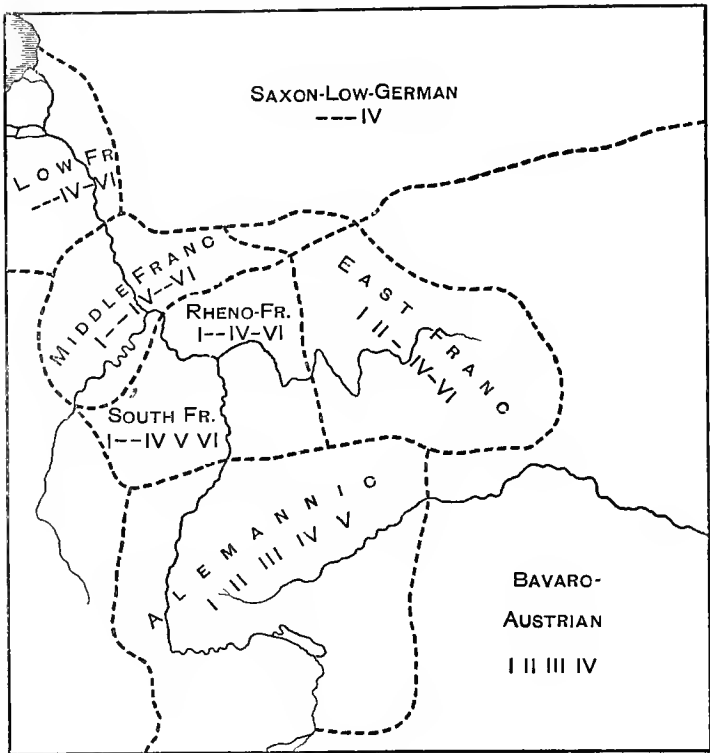 SAXON-LOW-GERMAN
---IV
LOW FR.
---IV-VI
MIDDLE FRANC
I--IV--VI
RHENO-FR.
I--IV-VI
EAST FRANC
I II - IV-VI
SOUTH FR.
I--IV V VI
ALEMANNIC
I II III IV V
BAVARO-
AUSTRIAN
I II III IV